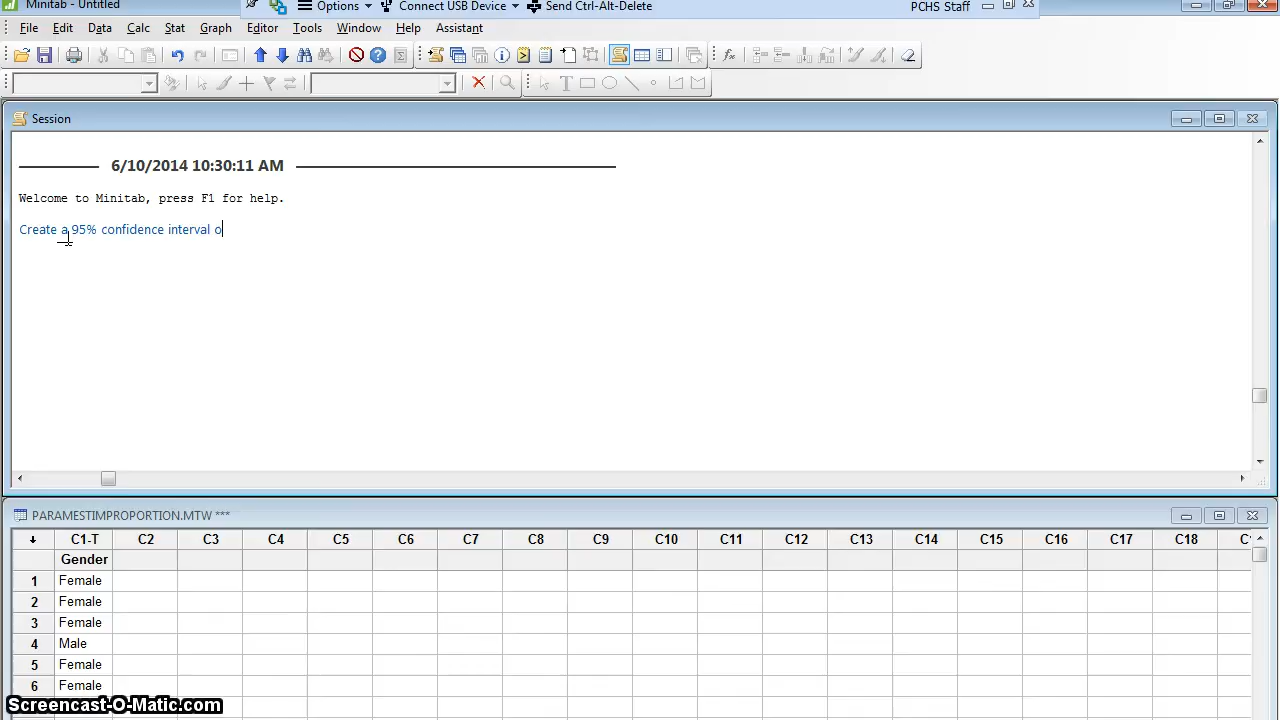 Minitab - Untitled
Options
Connect USB Device
Send Ctrl-Alt-Delete
PCHS Staff
File Edit Data Calc Stat Graph Editor Tools Window Help Assistant
Session
6/10/2014 10:30:11 AM
Welcome to Minitab, press F1 for help.
Create a 95% confidence interval o
PARAMESTIMPROPORTION.MTW ***
C1-T C2 C3 C4 C5 C6 C7 C8 C9 C10 C11 C12 C13 C14 C15 C16 C17 C18
Gender
1 Female
2 Female
3 Female
4 Male
5 Female
6 Female
Screencast-O-Matic.com